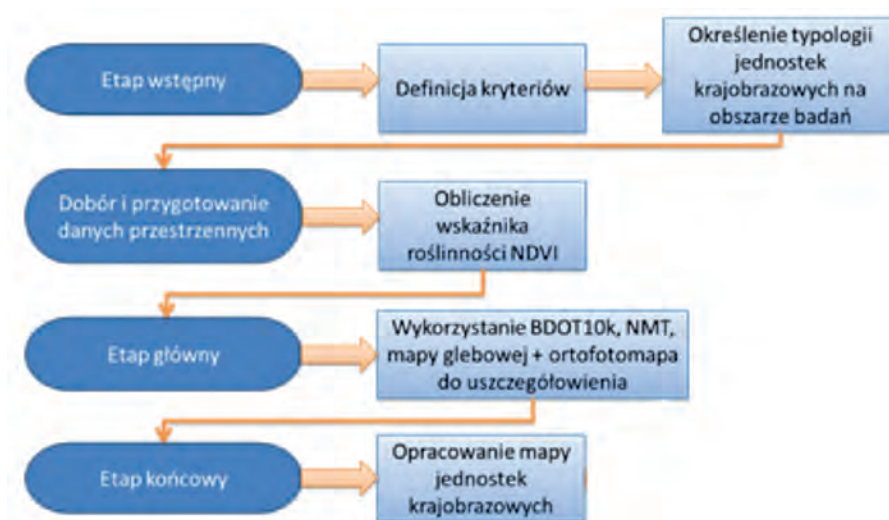 Etap wstępny
Definicja kryteriów
Określenie typologii
jednostek
krajobrazowych na
obszarze badań
Dobór i przygotowanie
danych przestrzennych
Obliczenie
wskaźnika
roślinności NDVI
Etap główny
Wykorzystanie BDOT10k, NMT,
mapy glebowej + ortofotomapa
do uszczegółowienia
Etap końcowy
Opracowanie mapy
jednostek
krajobrazowych